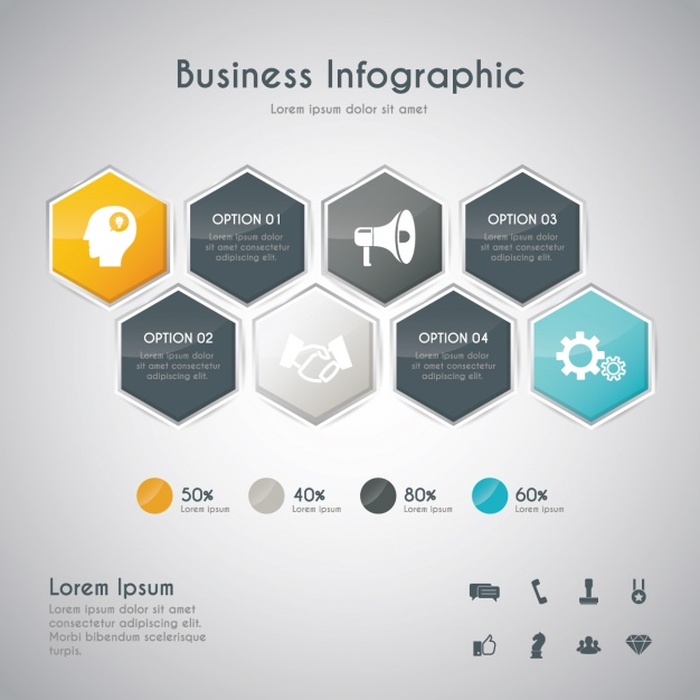 Business Infographic
Lorem ipsum dolor sit amet
OPTION 01
Lorem ipsum dolor
sit amet consectetur
adipiscing elit.
OPTION 03
Lorem ipsum dolor
sit amet consectetur
adipiscing elit.
OPTION 02
Lorem ipsum dolor
sit amet consectetur
adipiscing elit.
OPTION 04
Lorem ipsum dolor
sit amet consectetur
adipiscing elit.
50%
Lorem ipsum
40%
Lorem ipsum
80%
Lorem ipsum
60%
Lorem ipsum
Lorem Ipsum
Lorem ipsum dolor sit amet
consectetur adipiscing elit.
Morbi bibendum scelerisque
turpis.